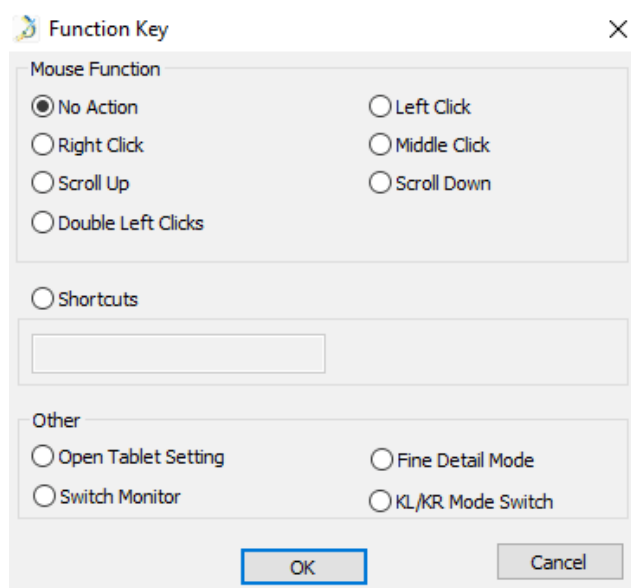 Function Key
Mouse Function
No Action
Left Click
Right Click
Middle Click
Scroll Up
Scroll Down
Double Left Clicks
Shortcuts
Other
Open Tablet Setting
Fine Detail Mode
Switch Monitor
KL/KR Mode Switch
OK
Cancel